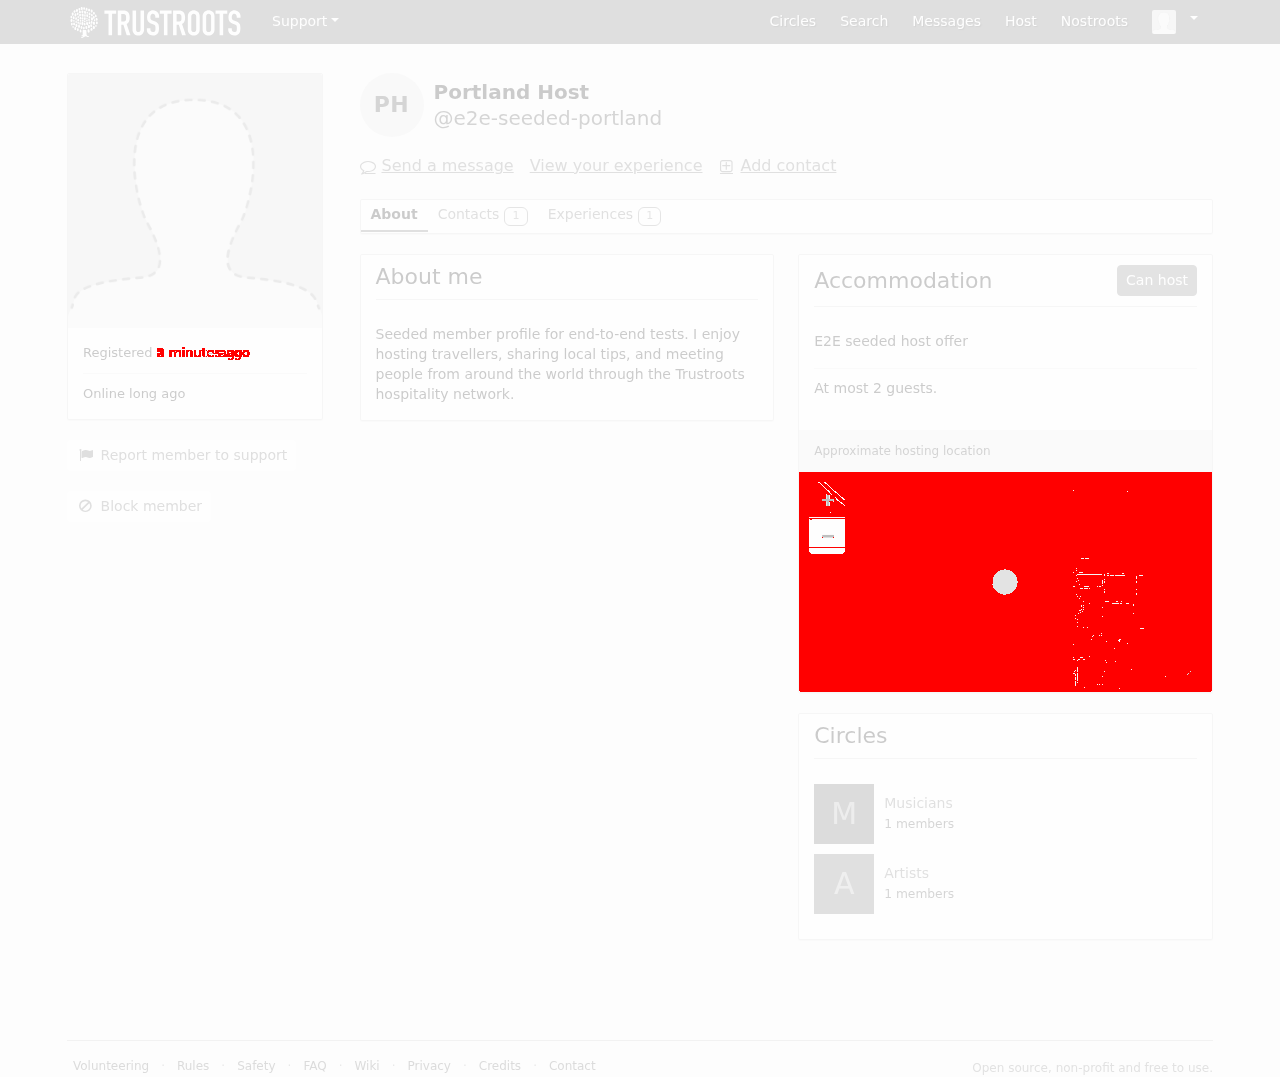 TRUSTROOTS Support Circles Search Messages Host Nostroots
PH
Portland Host
@e2e-seeded-portland
Send a message View your experience Add contact
About Contacts 1 Experiences 1
About me
Seeded member profile for end-to-end tests. I enjoy
hosting travellers, sharing local tips, and meeting
people from around the world through the Trustroots
hospitality network.
Accommodation Can host
E2E seeded host offer
At most 2 guests.
Approximate hosting location
+
−
Registered
Online long ago
Report member to support
Block member
Circles
M Musicians
1 members
A Artists
1 members
Volunteering · Rules · Safety · FAQ · Wiki · Privacy · Credits · Contact
Open source, non-profit and free to use.